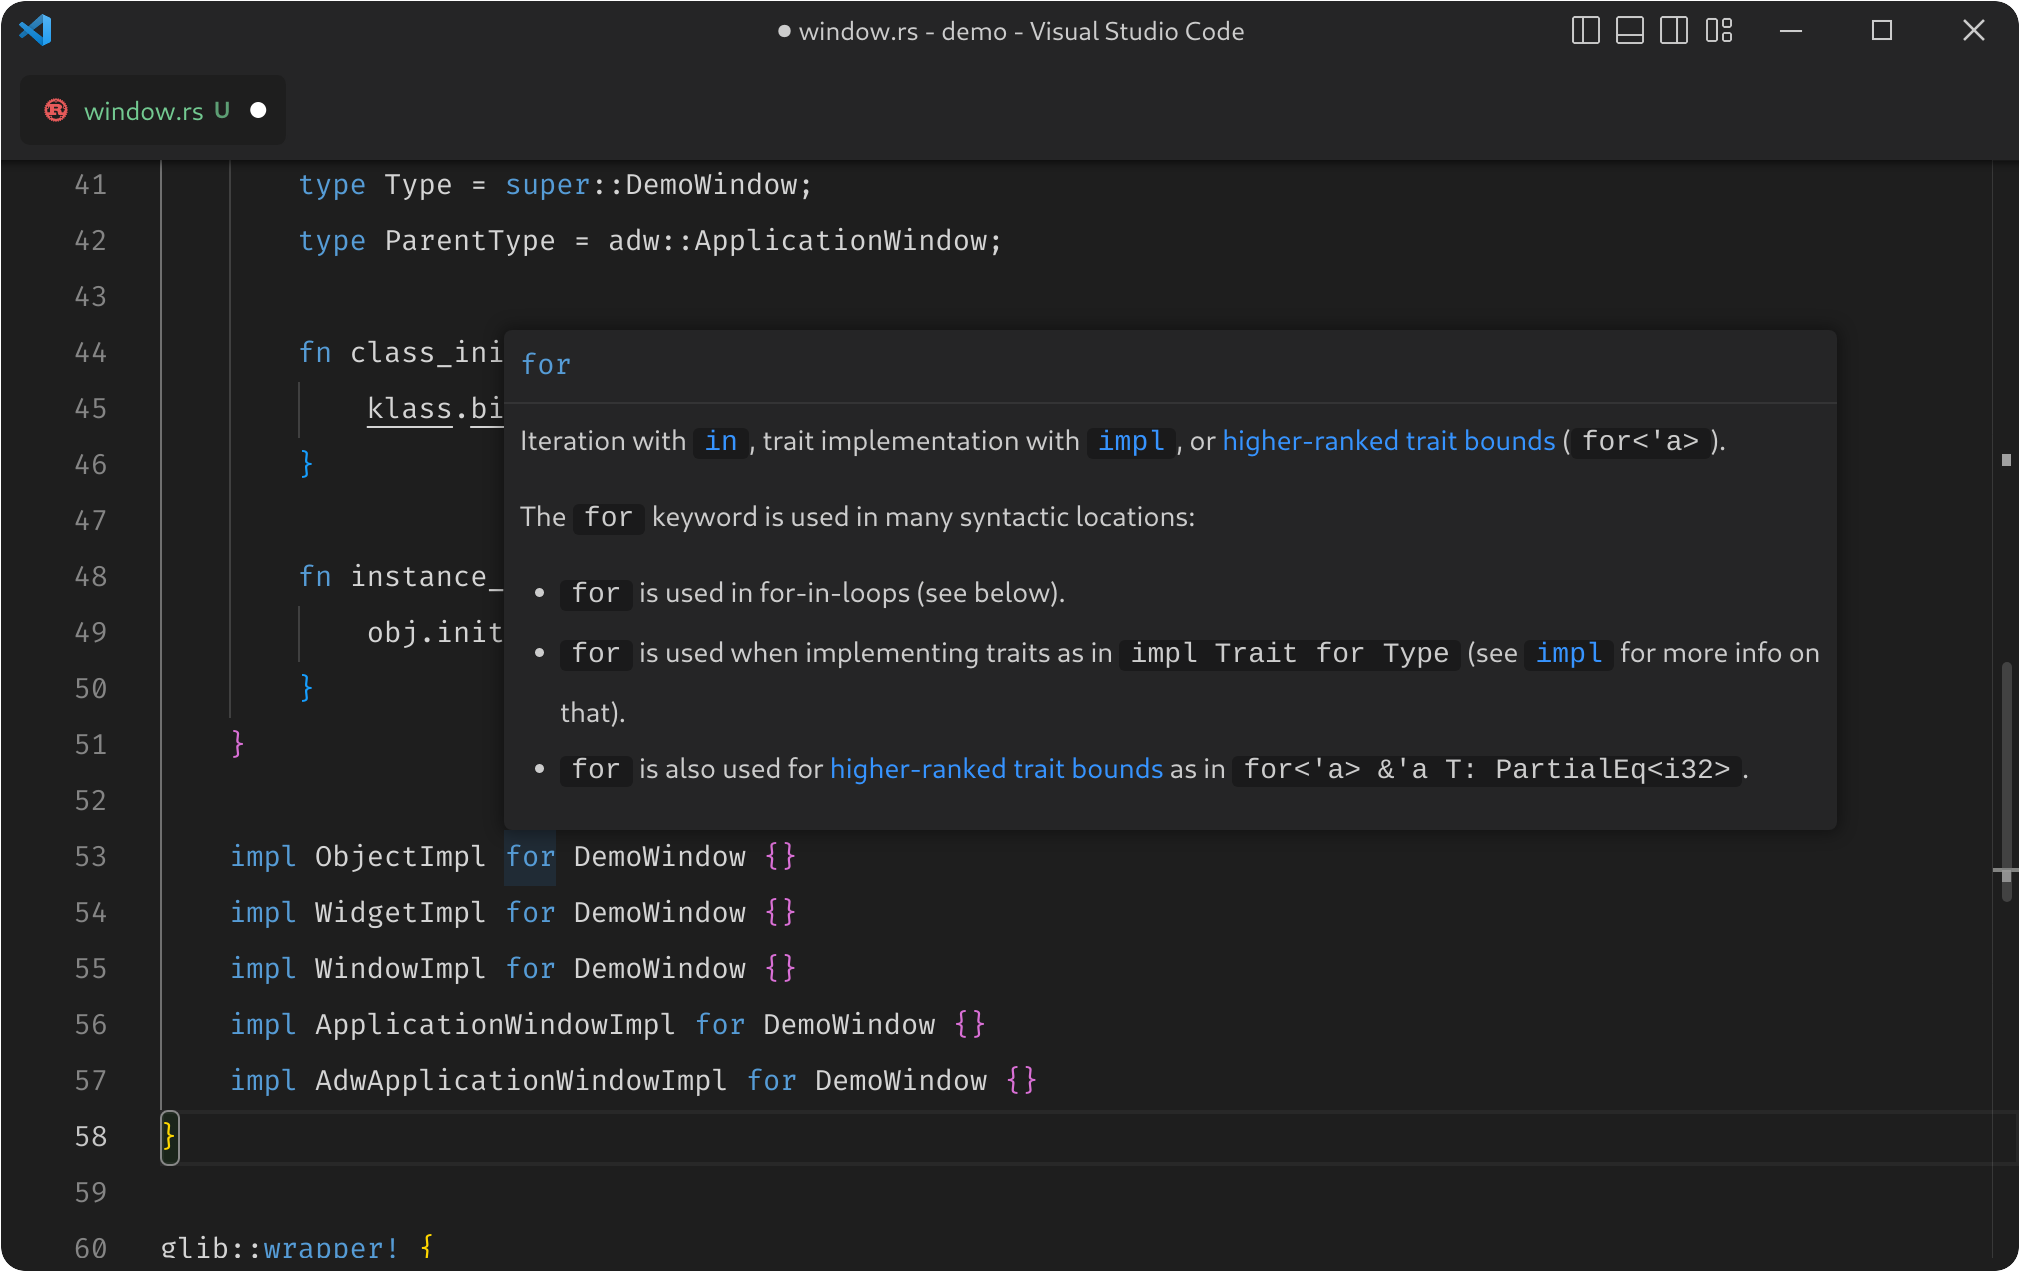 window.rs - demo - Visual Studio Code
window.rs U
41 type Type = super::DemoWindow;
42 type ParentType = adw::ApplicationWindow;
43
44 fn class_ini
45 klass.bi
46 }
47
48 fn instance_
49 obj.init
50 }
51 }
52
for
Iteration with in, trait implementation with impl, or higher-ranked trait bounds (for<'a>).
The for keyword is used in many syntactic locations:
• for is used in for-in-loops (see below).
• for is used when implementing traits as in impl Trait for Type (see impl for more info on
that).
• for is also used for higher-ranked trait bounds as in for<'a> &'a T: PartialEq<i32>.
53 impl ObjectImpl for DemoWindow {}
54 impl WidgetImpl for DemoWindow {}
55 impl WindowImpl for DemoWindow {}
56 impl ApplicationWindowImpl for DemoWindow {}
57 impl AdwApplicationWindowImpl for DemoWindow {}
58 }
59
60 glib::wrapper! {